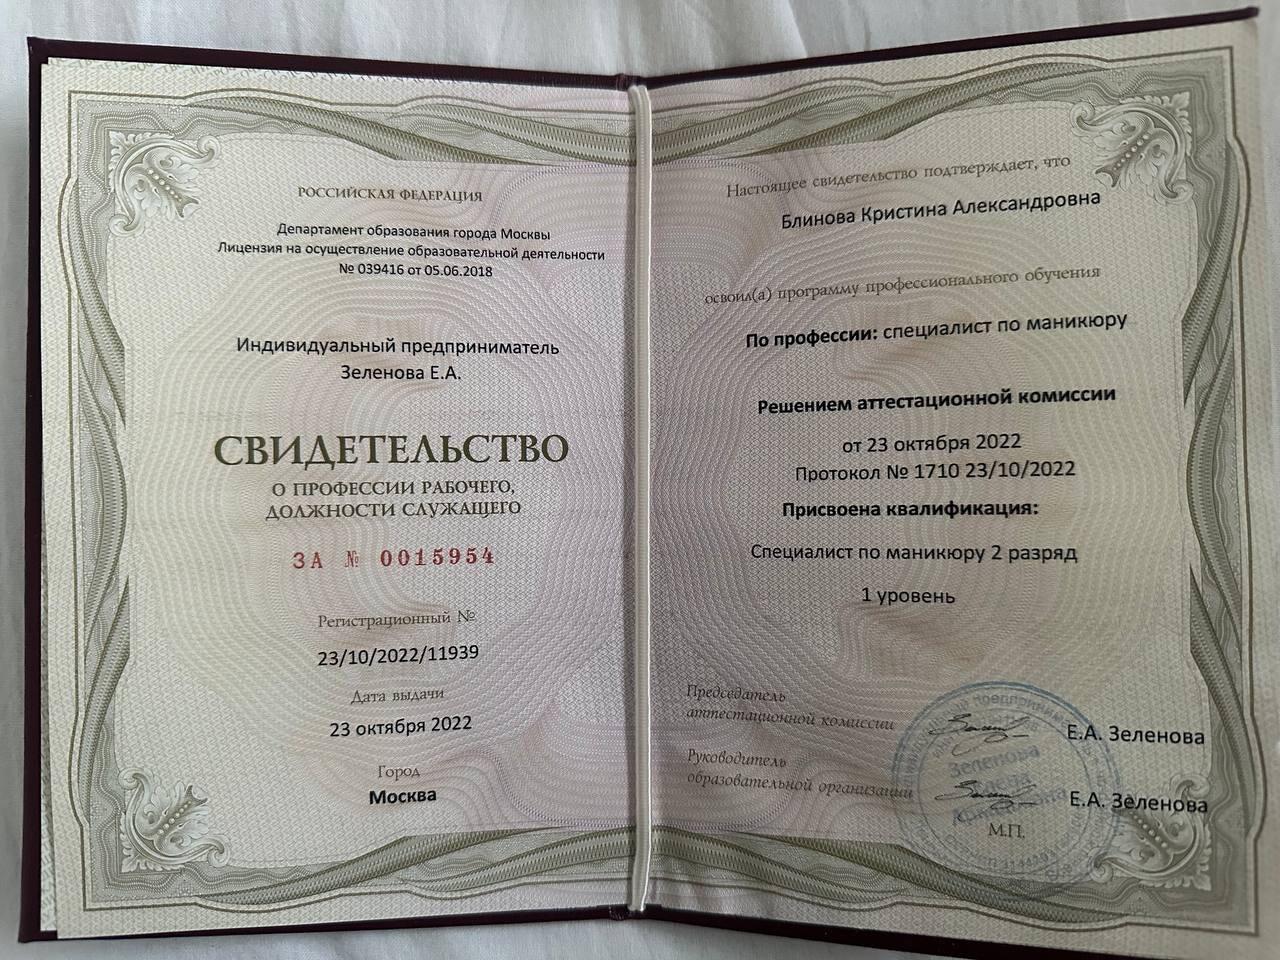 РОССИЙСКАЯ ФЕДЕРАЦИЯ
Департамент образования города Москвы
Лицензия на осуществление образовательной деятельности
№ 039416 от 05.06.2018
Индивидуальный предприниматель
Зеленова Е.А.
СВИДЕТЕЛЬСТВО
О ПРОФЕССИИ РАБОЧЕГО,
ДОЛЖНОСТИ СЛУЖАЩЕГО
ЗА № 0015954
Регистрационный №
23/10/2022/11939
Дата выдачи
23 октября 2022
Город
Москва
Настоящее свидетельство подтверждает, что
Блинова Кристина Александровна
освоил(а) программу профессионального обучения
По профессии: специалист по маникюру
Решением аттестационной комиссии
от 23 октября 2022
Протокол № 1710 23/10/2022
Присвоена квалификация:
Специалист по маникюру 2 разряд
1 уровень
Председатель
аттестационной комиссии
Е.А. Зеленова
Руководитель
образовательной организации
Е.А. Зеленова
М.П.
Зеленова